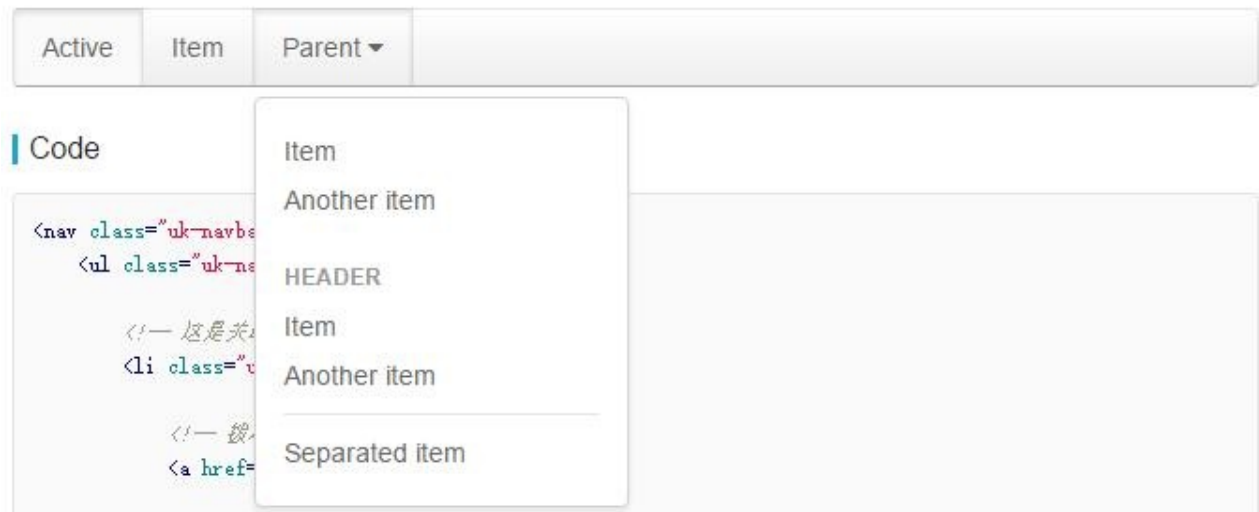 Active Item Parent
Item
Another item
HEADER
Item
Another item
Separated item
Code
<nav class="uk-navba
<ul class="uk-na
<!— 这是关
<li class="u
<!— 拨
<a href=